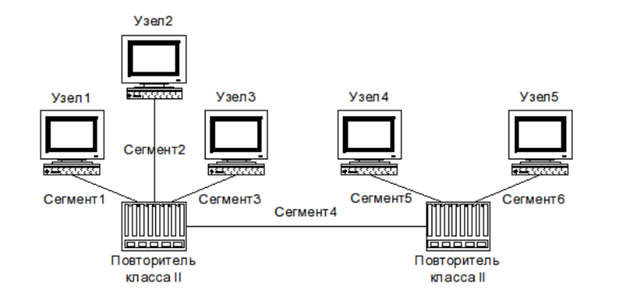 Узел2
Узел1
Узел3
Узел4
Узел5
Сегмент2
Сегмент1
Сегмент3
Сегмент5
Сегмент6
Сегмент4
Повторитель
класса II
Повторитель
класса II